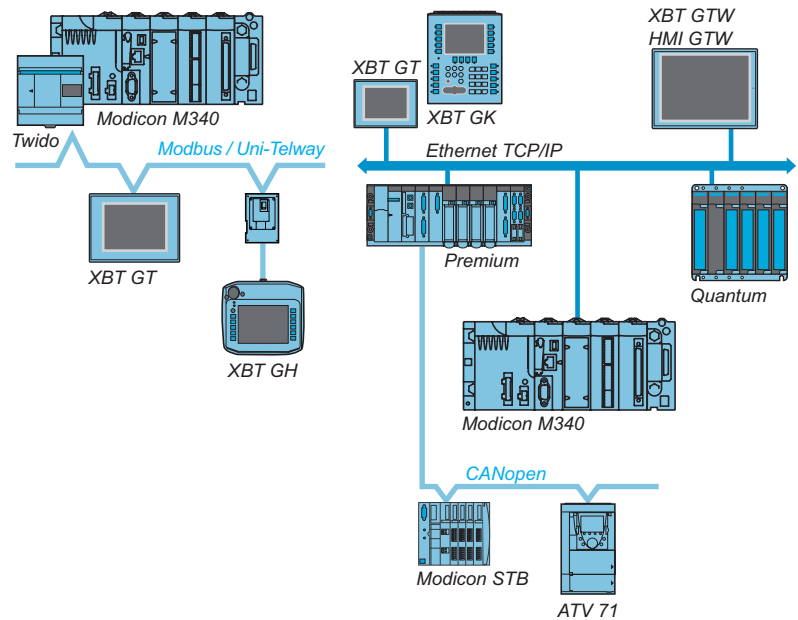 XBT GTW
HMI GTW
XBT GT
XBT GK
Modicon M340
Twido
Modbus / Uni-Telway
Ethernet TCP/IP
XBT GT
Premium
Quantum
XBT GH
Modicon M340
CANopen
Modicon STB
ATV 71